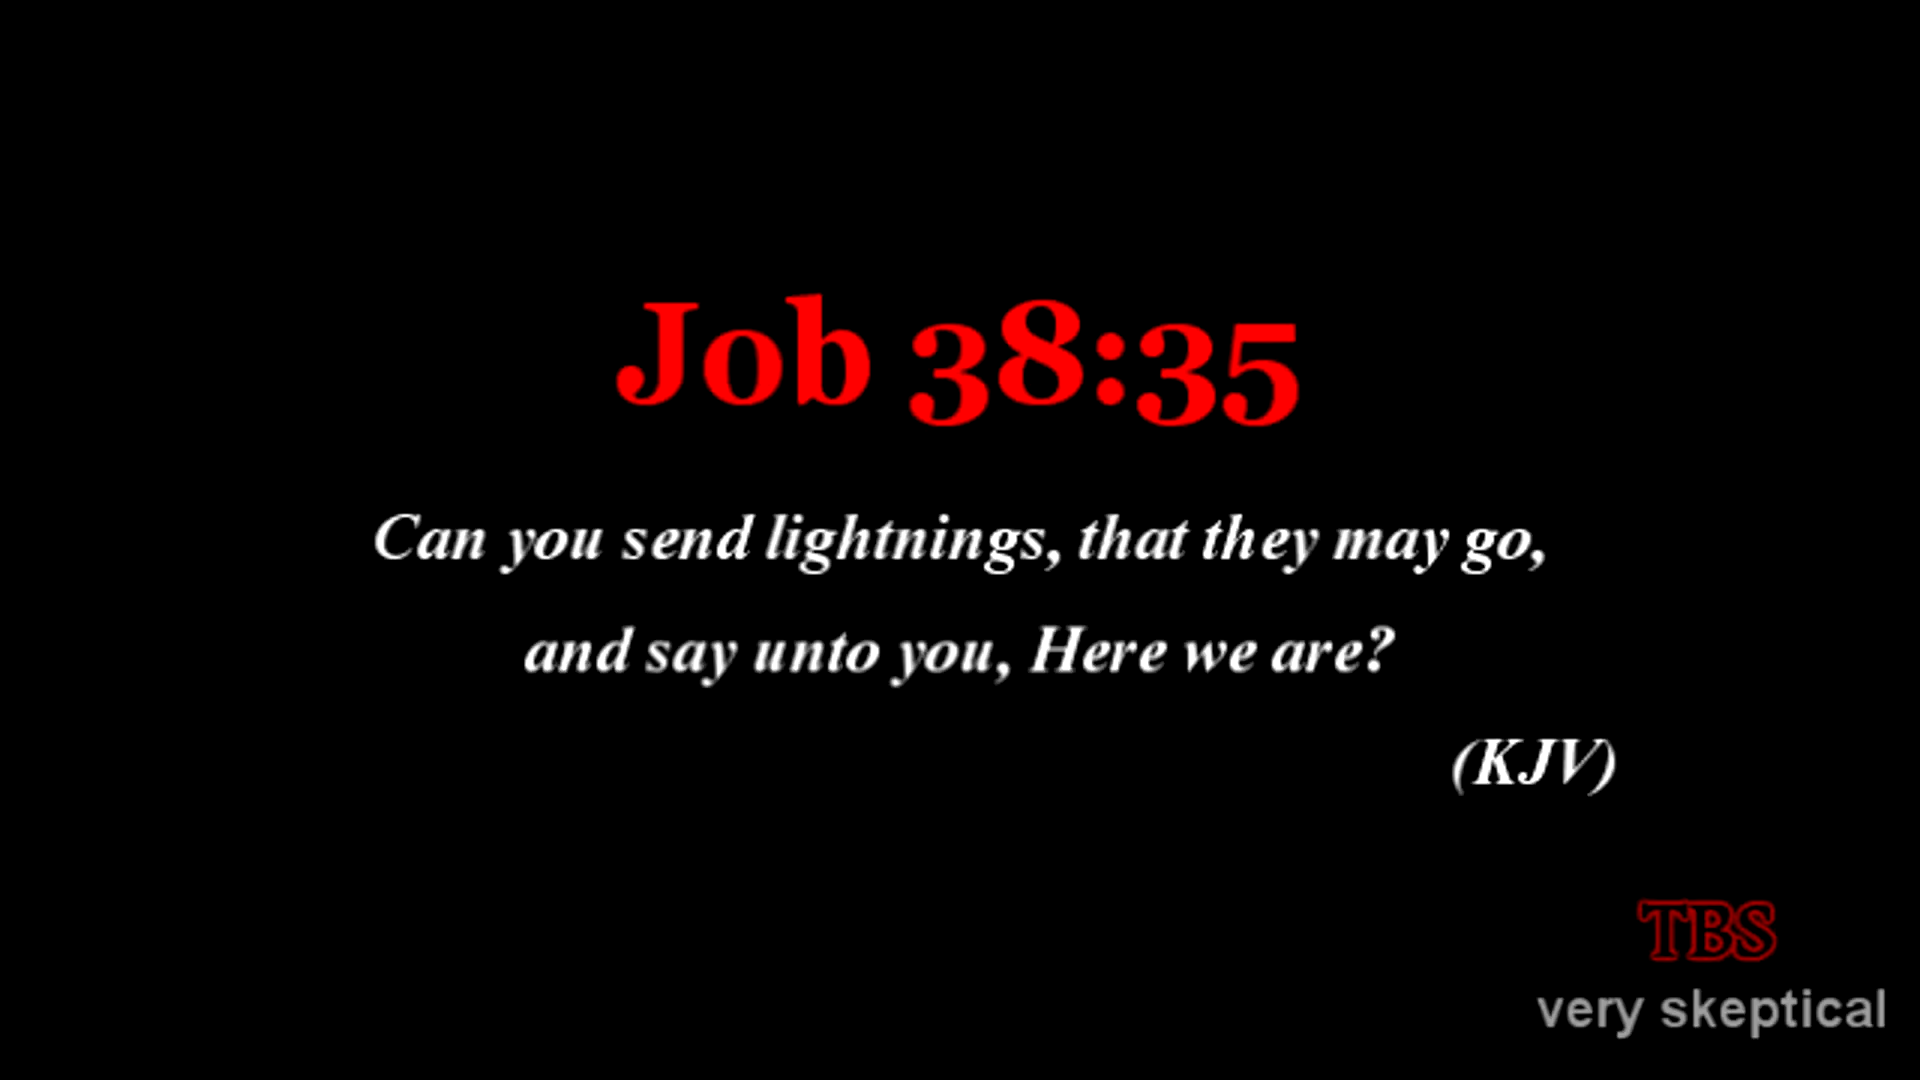 Job 38:35
Can you send lightnings, that they may go,
and say unto you, Here we are?
(KJV)
TBS
very skeptical